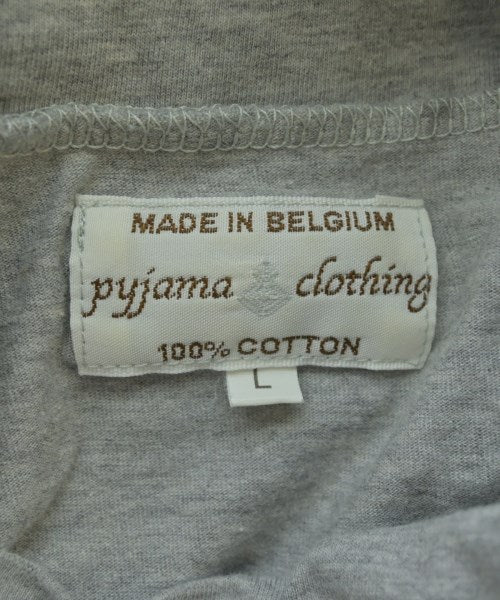 MADE IN BELGIUM
pyjama clothing
100% COTTON
L